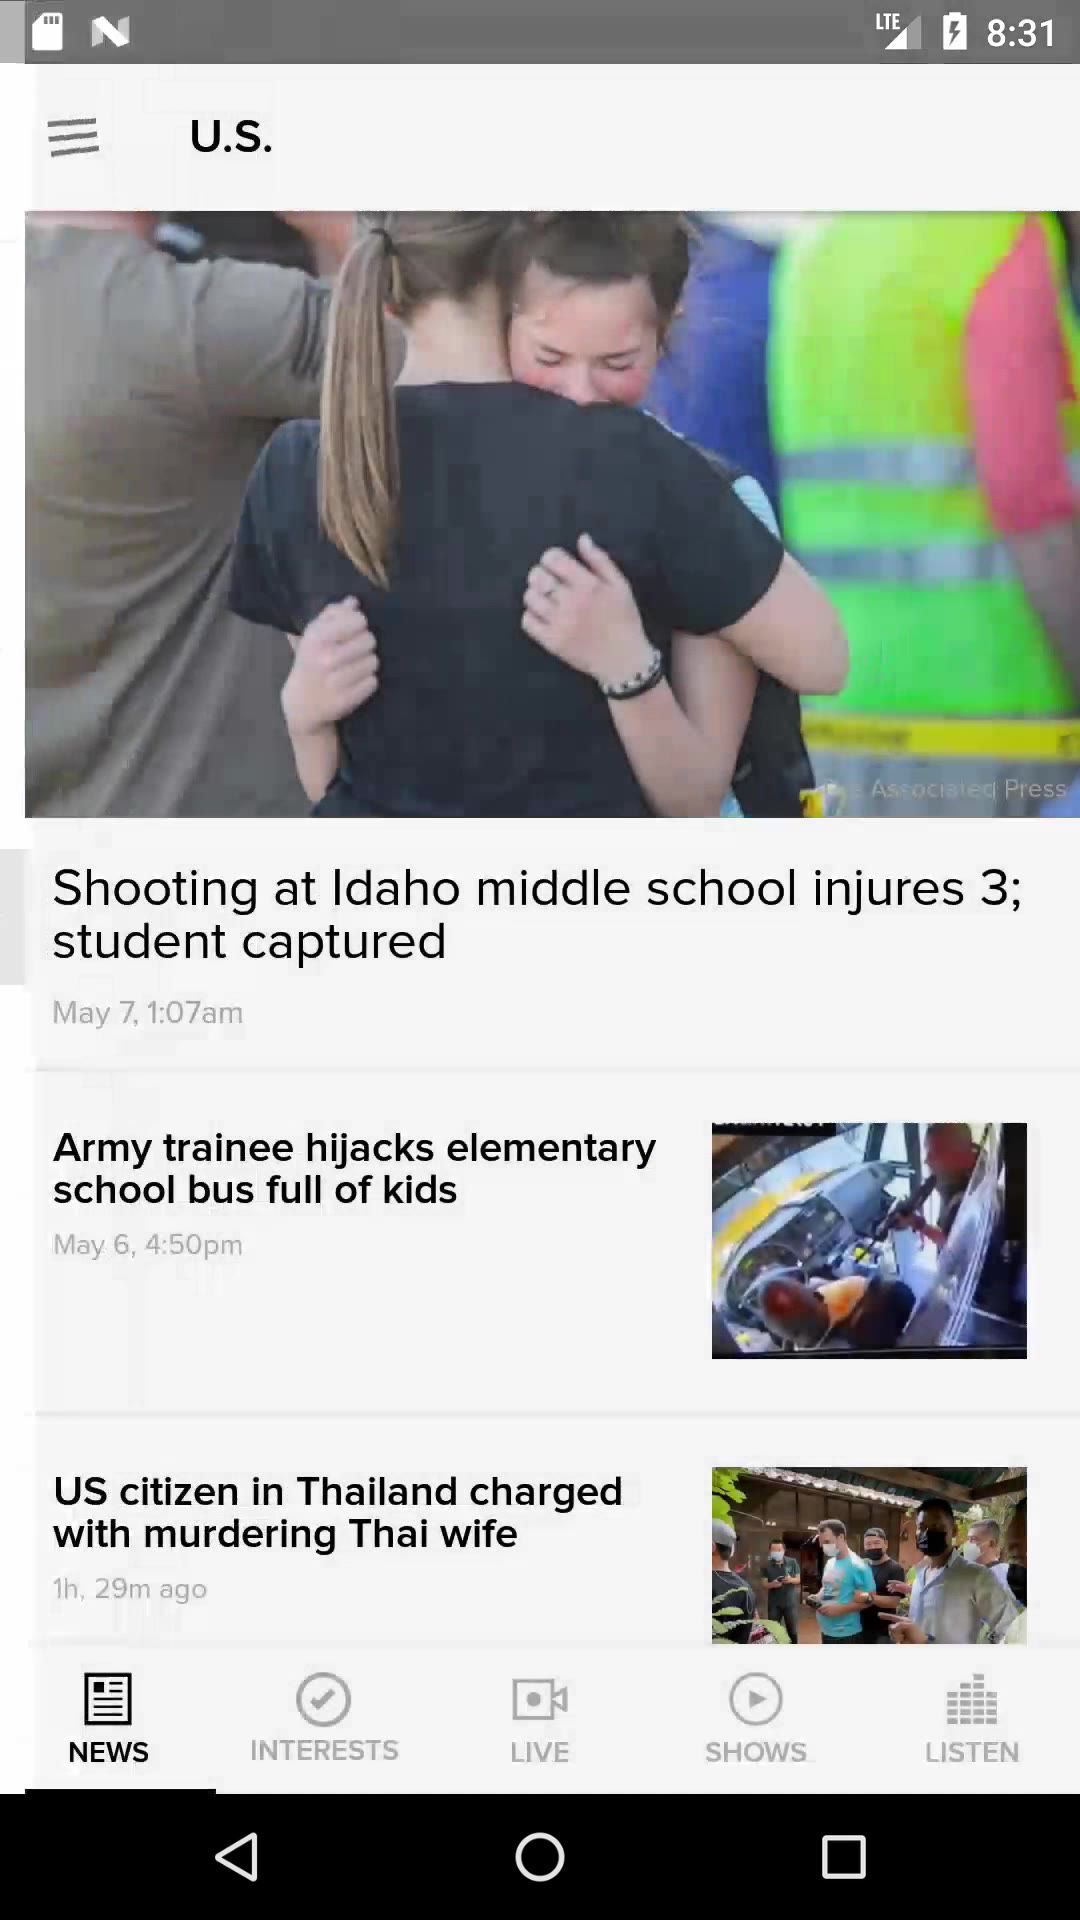 LTE 8:31
U.S.
Associated Press
Shooting at Idaho middle school injures 3;
student captured
May 7, 1:07am
Army trainee hijacks elementary
school bus full of kids
May 6, 4:50pm
US citizen in Thailand charged
with murdering Thai wife
1h, 29m ago
NEWS INTERESTS LIVE SHOWS LISTEN